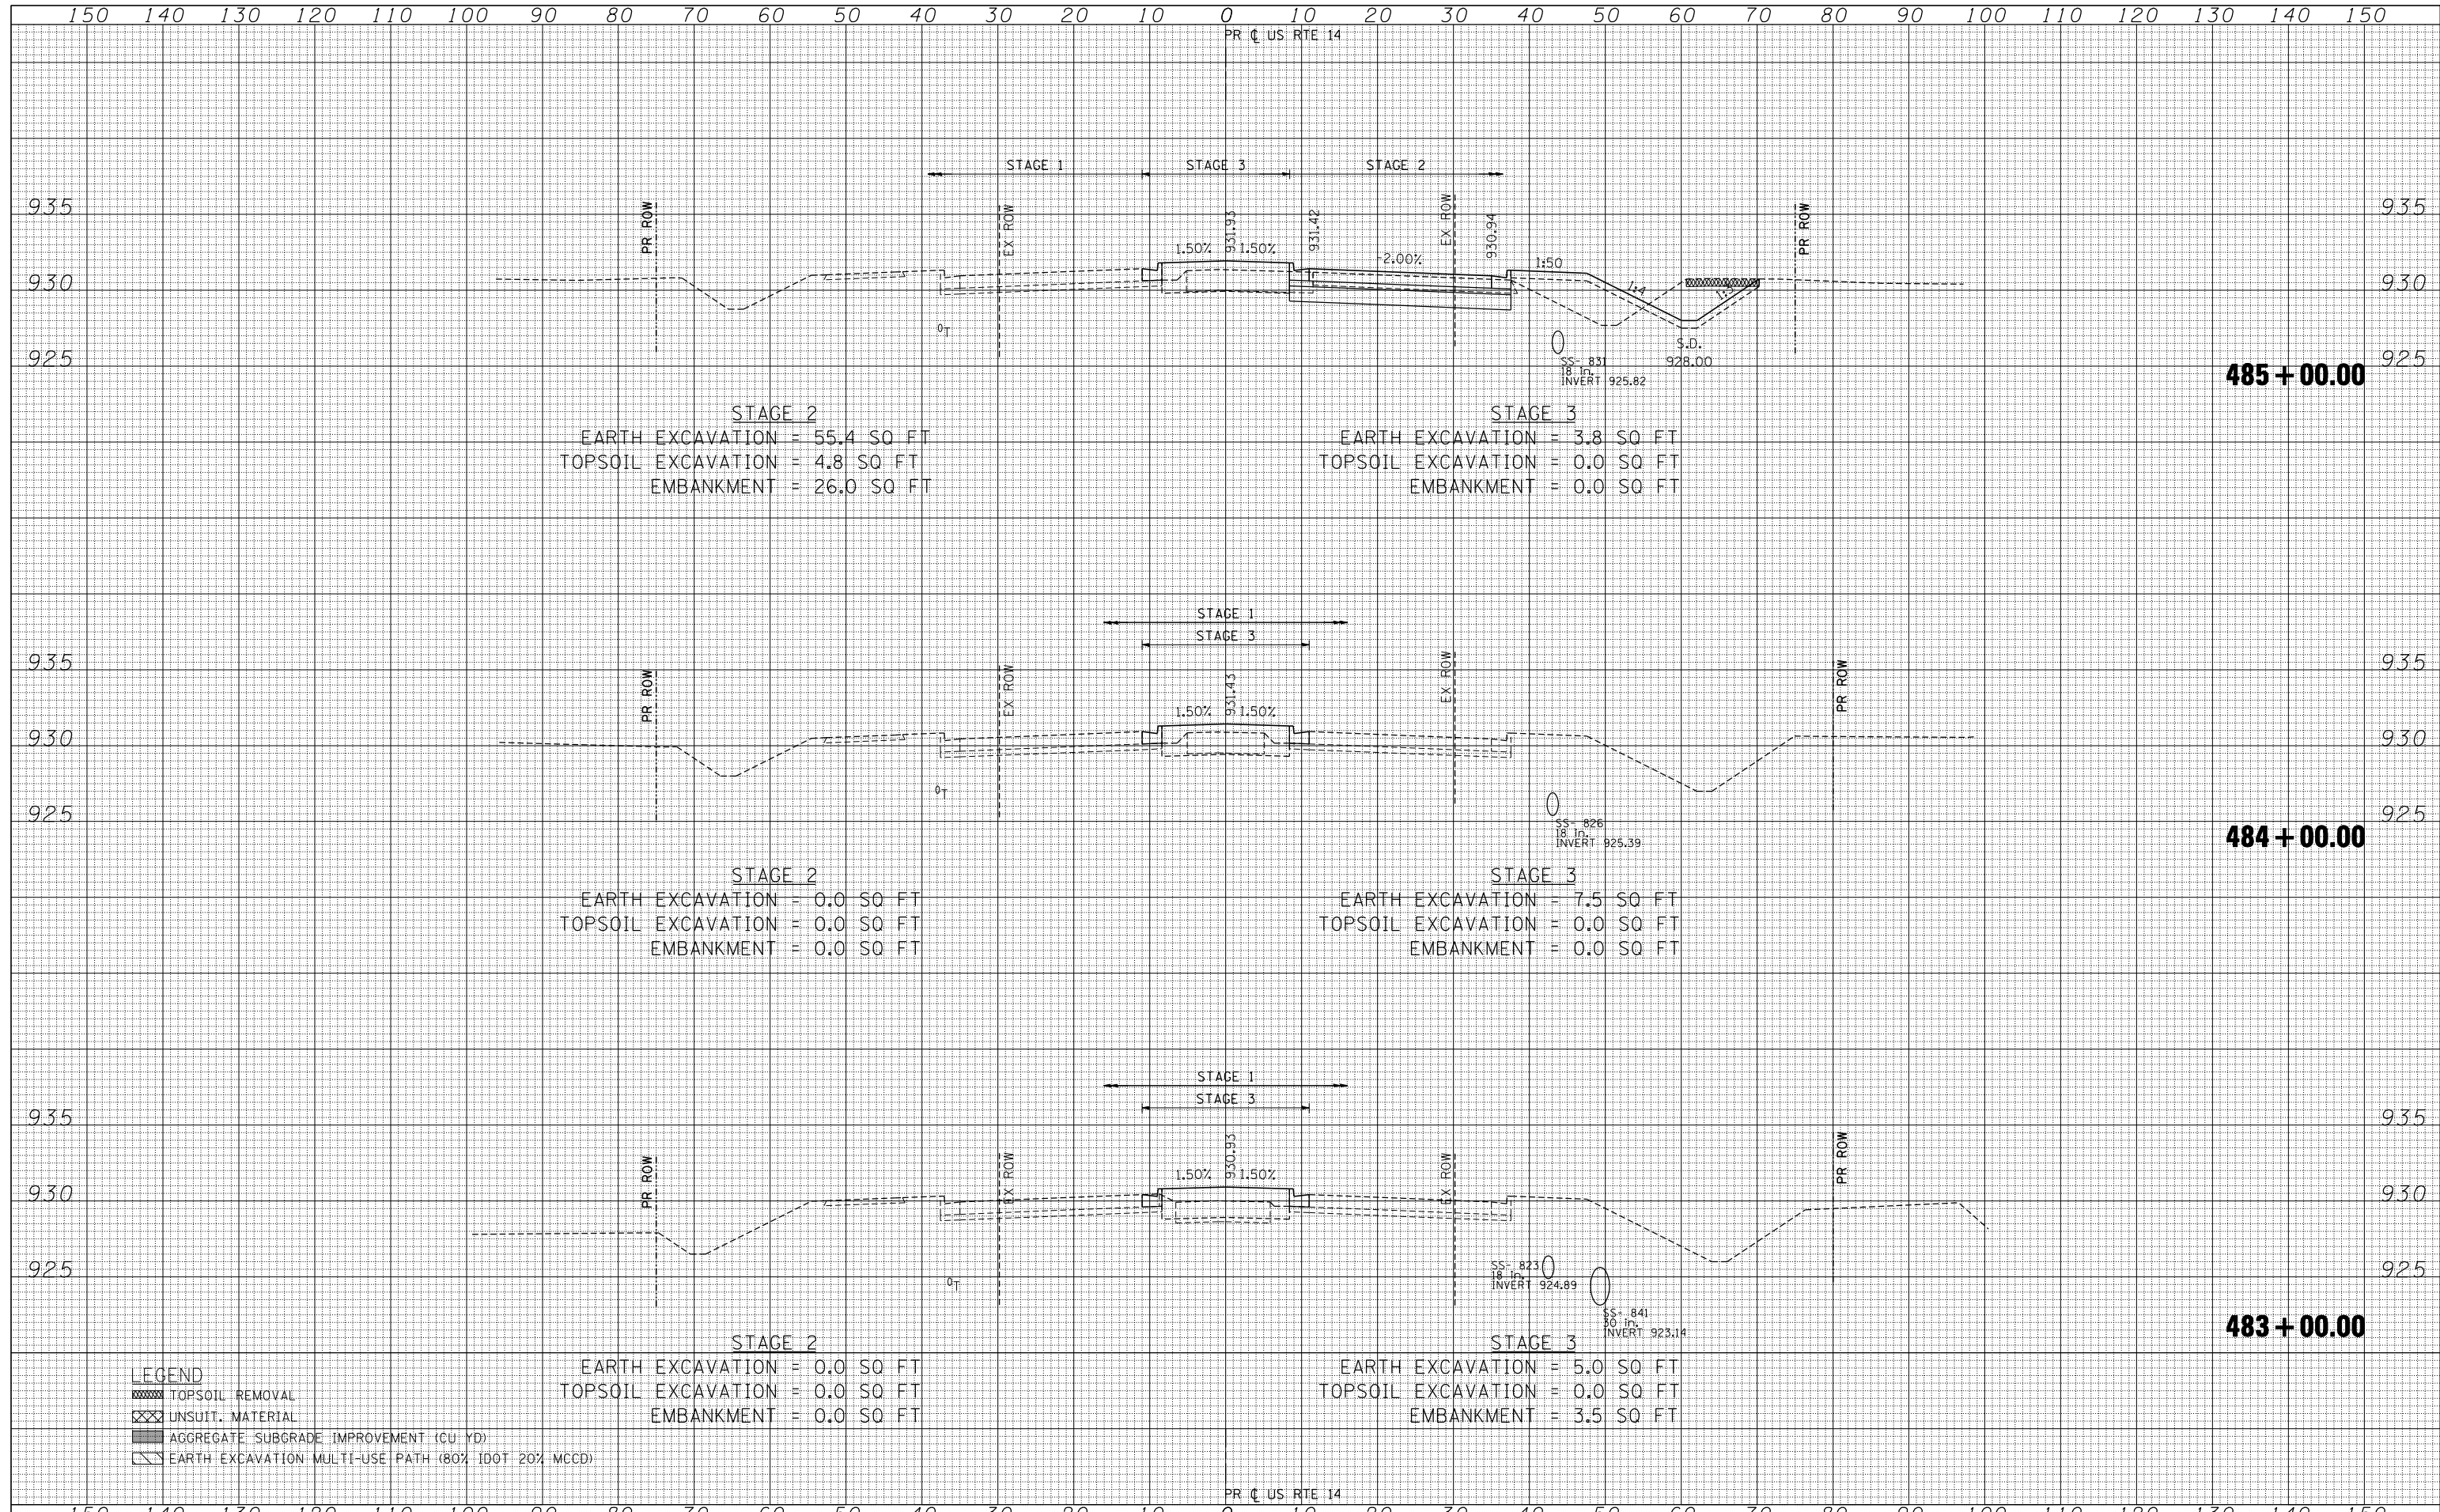 150 140 130 120 110 100 90 80 70 60 50 40 30 20 10 0 10 20 30 40 50 60 70 80 90 100 110 120 130 140 150
PR ℄ US RTE 14
STAGE 1 STAGE 3 STAGE 2
935 935
PR ROW EX ROW 931.93 931.42 EX ROW 930.94 PR ROW
1.50% 1.50% -2.00% 1:50
930 1:4 1:3 930
0T
S.D.
928.00
925 925
SS- 831
18 in.
INVERT 925.82
485+00.00
STAGE 2
EARTH EXCAVATION = 55.4 SQ FT
TOPSOIL EXCAVATION = 4.8 SQ FT
EMBANKMENT = 26.0 SQ FT
STAGE 3
EARTH EXCAVATION = 3.8 SQ FT
TOPSOIL EXCAVATION = 0.0 SQ FT
EMBANKMENT = 0.0 SQ FT
STAGE 1
STAGE 3
935 935
PR ROW EX ROW 931.43 EX ROW PR ROW
1.50% 1.50%
930 930
0T
925 925
SS- 826
18 in.
INVERT 925.39
484+00.00
STAGE 2
EARTH EXCAVATION = 0.0 SQ FT
TOPSOIL EXCAVATION = 0.0 SQ FT
EMBANKMENT = 0.0 SQ FT
STAGE 3
EARTH EXCAVATION = 7.5 SQ FT
TOPSOIL EXCAVATION = 0.0 SQ FT
EMBANKMENT = 0.0 SQ FT
STAGE 1
STAGE 3
935 935
PR ROW EX ROW 930.93 EX ROW PR ROW
1.50% 1.50%
930 930
925 925
0T
SS- 823
18 in.
INVERT 924.89
SS- 841
30 in.
INVERT 923.14
483+00.00
STAGE 2
EARTH EXCAVATION = 0.0 SQ FT
TOPSOIL EXCAVATION = 0.0 SQ FT
EMBANKMENT = 0.0 SQ FT
STAGE 3
EARTH EXCAVATION = 5.0 SQ FT
TOPSOIL EXCAVATION = 0.0 SQ FT
EMBANKMENT = 3.5 SQ FT
LEGEND
TOPSOIL REMOVAL
UNSUIT. MATERIAL
AGGREGATE SUBGRADE IMPROVEMENT (CU YD)
EARTH EXCAVATION MULTI-USE PATH (80% IDOT 20% MCCD)
PR ℄ US RTE 14
150 140 130 120 110 100 90 80 70 60 50 40 30 20 10 0 10 20 30 40 50 60 70 80 90 100 110 120 130 140 150